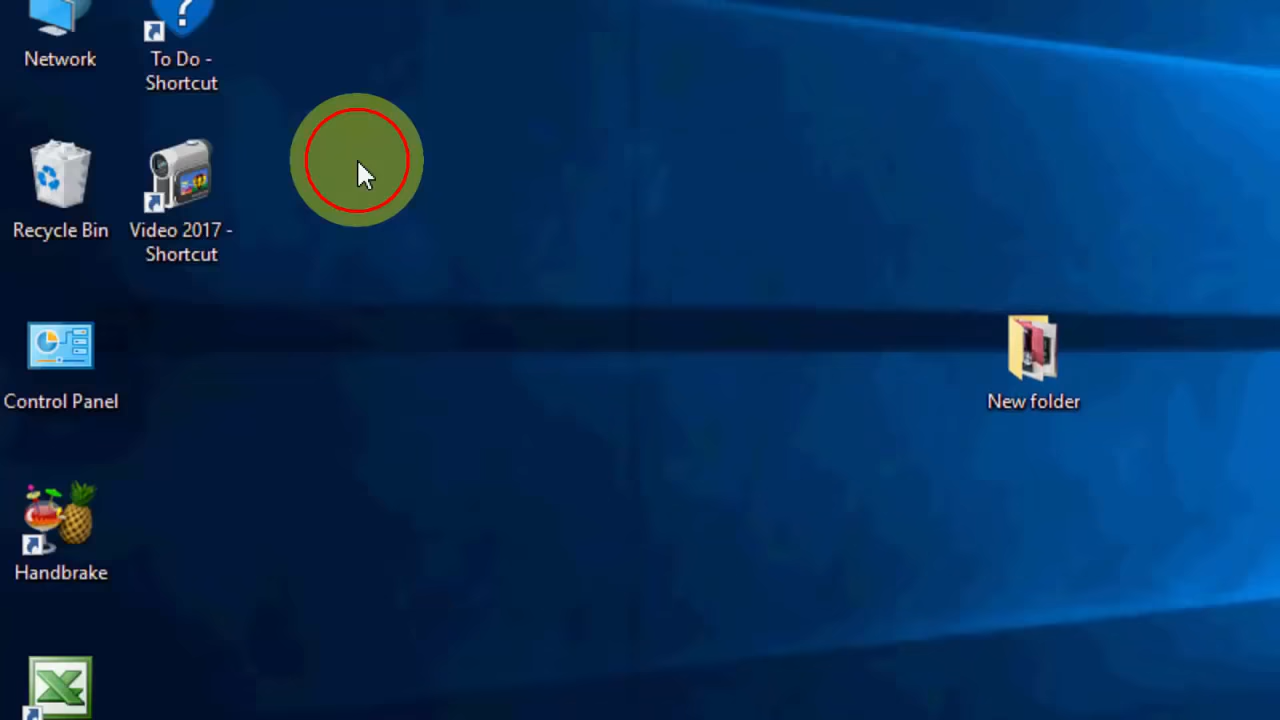 Network
To Do -
Shortcut
Recycle Bin
Video 2017 -
Shortcut
Control Panel
New folder
Handbrake